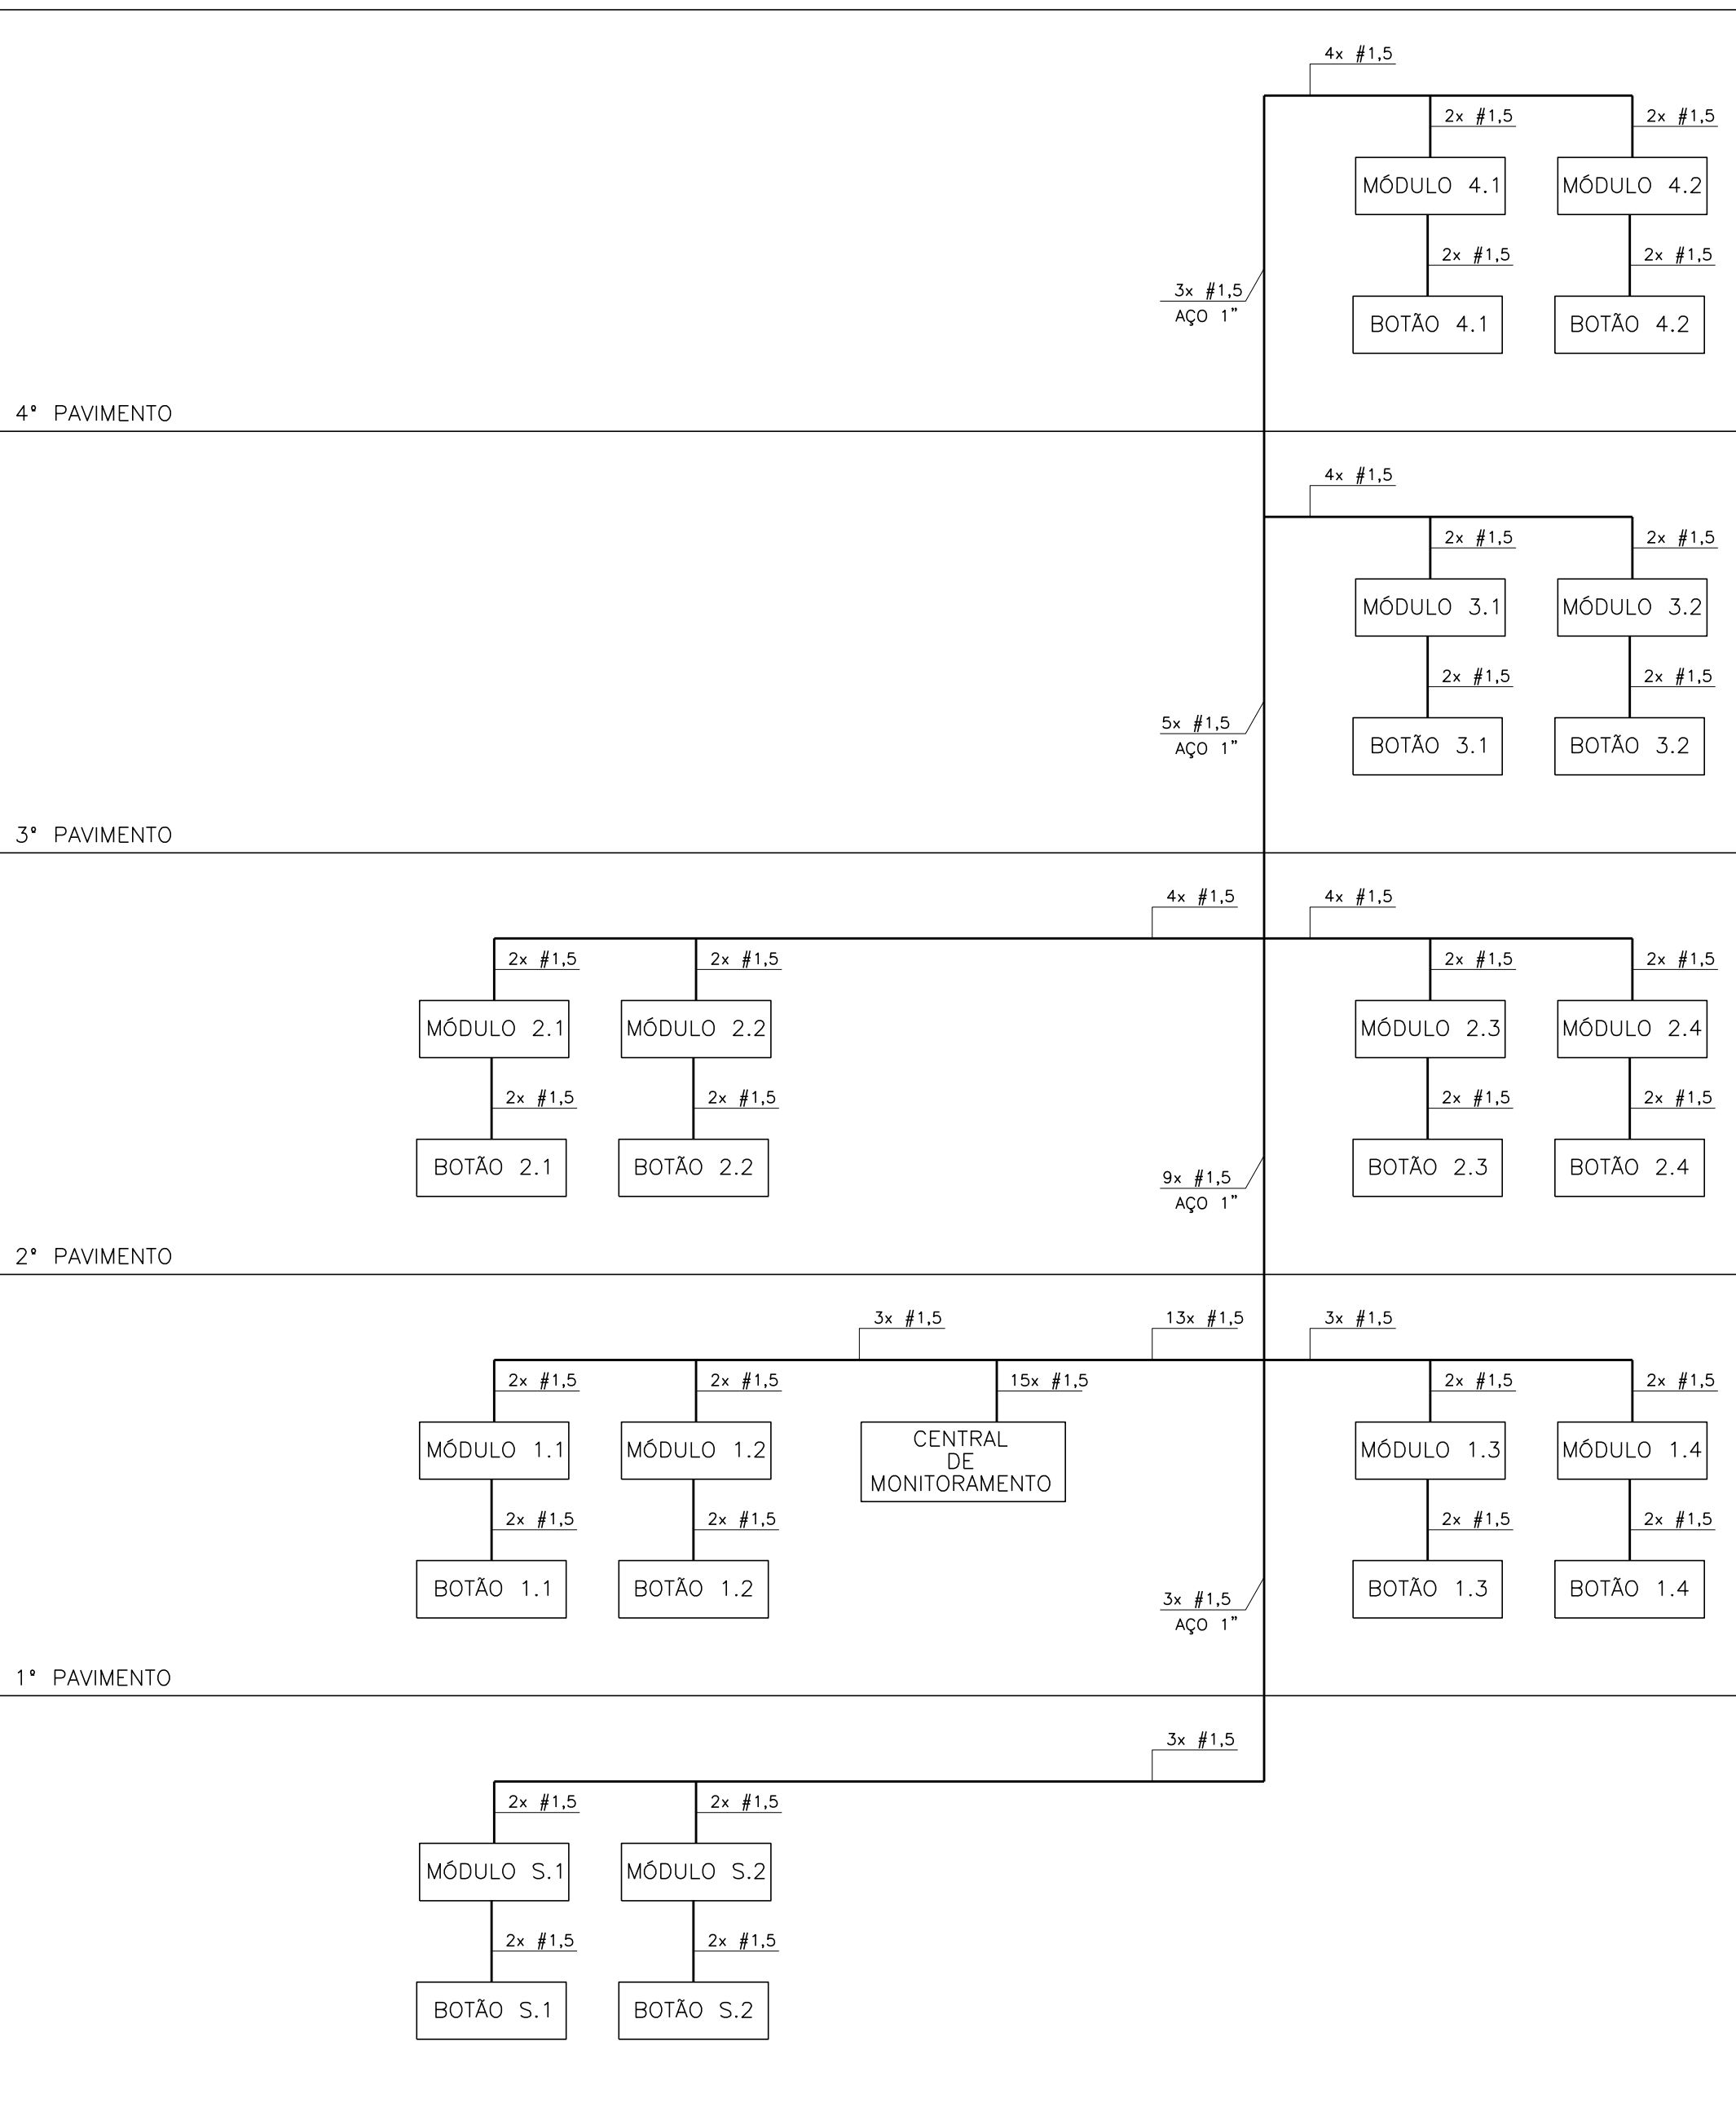 4x #1,5
2x #1,5 2x #1,5
MÓDULO 4.1 MÓDULO 4.2
2x #1,5 2x #1,5
3x #1,5
AÇO 1"
BOTÃO 4.1 BOTÃO 4.2
4º PAVIMENTO
4x #1,5
2x #1,5 2x #1,5
MÓDULO 3.1 MÓDULO 3.2
2x #1,5 2x #1,5
5x #1,5
AÇO 1"
BOTÃO 3.1 BOTÃO 3.2
3º PAVIMENTO
4x #1,5 4x #1,5
2x #1,5 2x #1,5 2x #1,5 2x #1,5
MÓDULO 2.1 MÓDULO 2.2 MÓDULO 2.3 MÓDULO 2.4
2x #1,5 2x #1,5 2x #1,5 2x #1,5
BOTÃO 2.1 BOTÃO 2.2 BOTÃO 2.3 BOTÃO 2.4
9x #1,5
AÇO 1"
2º PAVIMENTO
3x #1,5 13x #1,5 3x #1,5
2x #1,5 2x #1,5 15x #1,5 2x #1,5 2x #1,5
MÓDULO 1.1 MÓDULO 1.2 MÓDULO 1.3 MÓDULO 1.4
CENTRAL
DE
MONITORAMENTO
2x #1,5 2x #1,5 2x #1,5 2x #1,5
BOTÃO 1.1 BOTÃO 1.2 BOTÃO 1.3 BOTÃO 1.4
3x #1,5
AÇO 1"
1º PAVIMENTO
3x #1,5
2x #1,5 2x #1,5
MÓDULO S.1 MÓDULO S.2
2x #1,5 2x #1,5
BOTÃO S.1 BOTÃO S.2